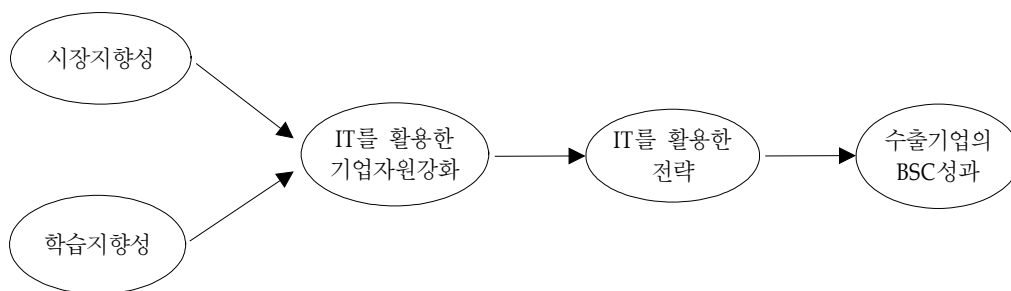 시장지향성
IT를 활용한
기업자원강화
IT를 활용한
전략
수출기업의
BSC성과
학습지향성